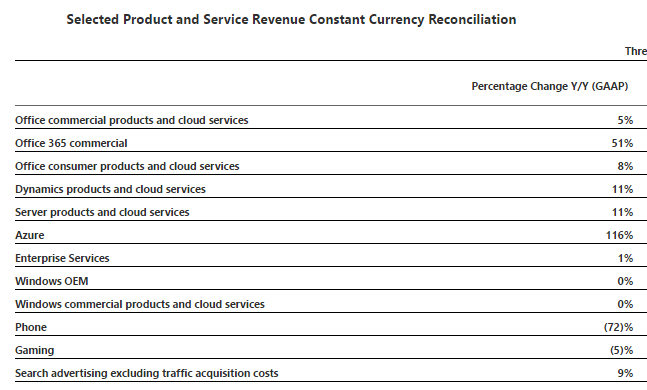 Selected Product and Service Revenue Constant Currency Reconciliation
Thre
Percentage Change Y/Y (GAAP)
Office commercial products and cloud services 5%
Office 365 commercial 51%
Office consumer products and cloud services 8%
Dynamics products and cloud services 11%
Server products and cloud services 11%
Azure 116%
Enterprise Services 1%
Windows OEM 0%
Windows commercial products and cloud services 0%
Phone (72)%
Gaming (5)%
Search advertising excluding traffic acquisition costs 9%